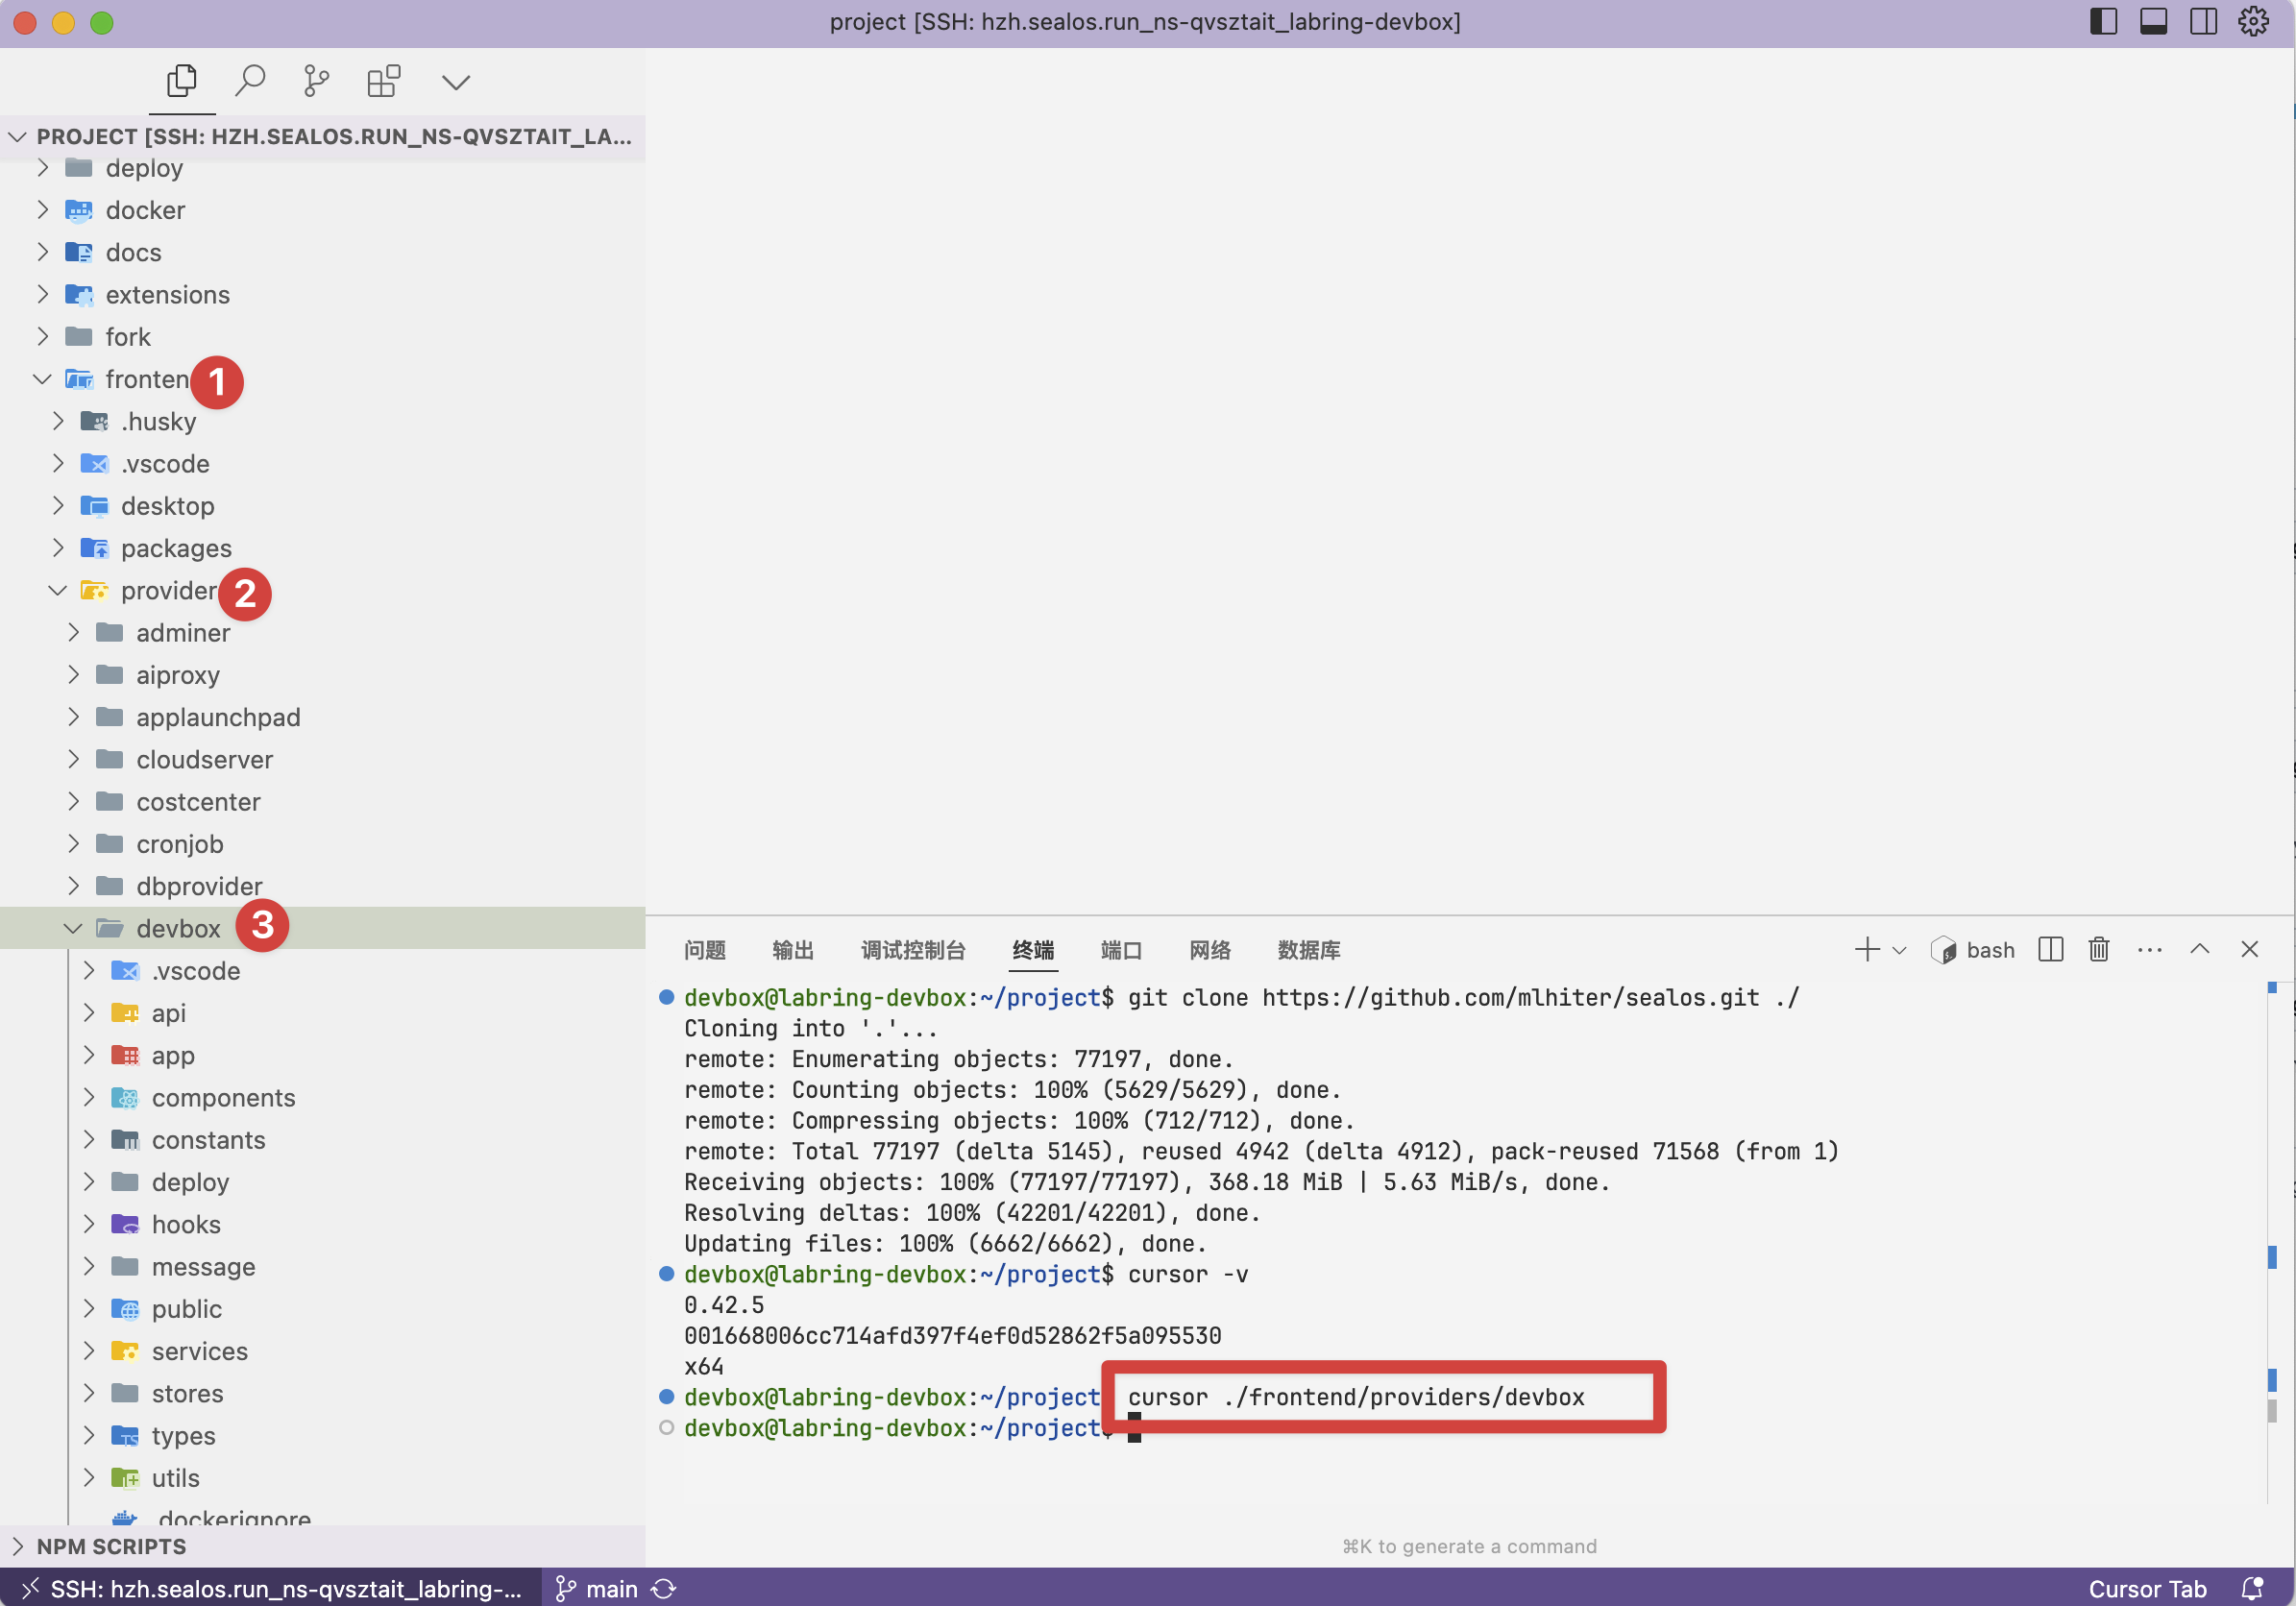 project [SSH: hzh.sealos.run_ns-qvsztait_labring-devbox]
PROJECT [SSH: HZH.SEALOS.RUN_NS-QVSZTAIT_LA...
deploy
docker
docs
extensions
fork
fronten 1
.husky
.vscode
desktop
packages
provider 2
adminer
aiproxy
applaunchpad
cloudserver
costcenter
cronjob
dbprovider
devbox 3
.vscode
api
app
components
constants
deploy
hooks
message
public
services
stores
types
utils
.dockerignore
NPM SCRIPTS
问题 输出 调试控制台 终端 端口 网络 数据库 bash
devbox@labring-devbox:~/project$ git clone https://github.com/mlhiter/sealos.git ./
Cloning into '.'...
remote: Enumerating objects: 77197, done.
remote: Counting objects: 100% (5629/5629), done.
remote: Compressing objects: 100% (712/712), done.
remote: Total 77197 (delta 5145), reused 4942 (delta 4912), pack-reused 71568 (from 1)
Receiving objects: 100% (77197/77197), 368.18 MiB | 5.63 MiB/s, done.
Resolving deltas: 100% (42201/42201), done.
Updating files: 100% (6662/6662), done.
devbox@labring-devbox:~/project$ cursor -v
0.42.5
001668006cc714afd397f4ef0d52862f5a095530
x64
devbox@labring-devbox:~/project cursor ./frontend/providers/devbox
devbox@labring-devbox:~/project$
⌘K to generate a command
SSH: hzh.sealos.run_ns-qvsztait_labring-... main Cursor Tab